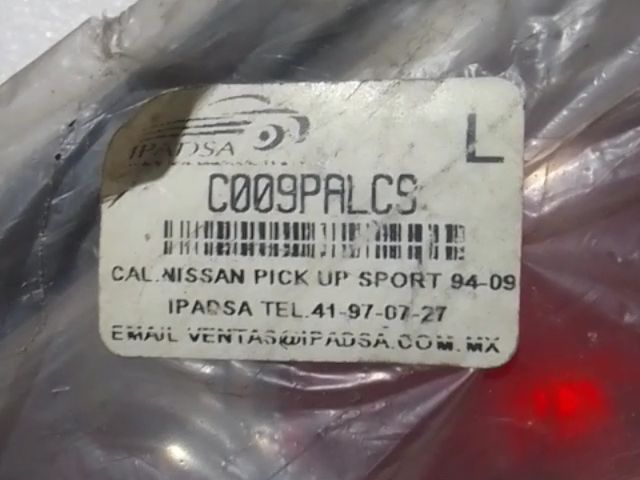 IPADSA
L
C009PALCS
CAL.NISSAN PICK UP SPORT 94-09
IPADSA TEL.41-97-07-27
EMAIL VENTAS@IPADSA.COM.MX